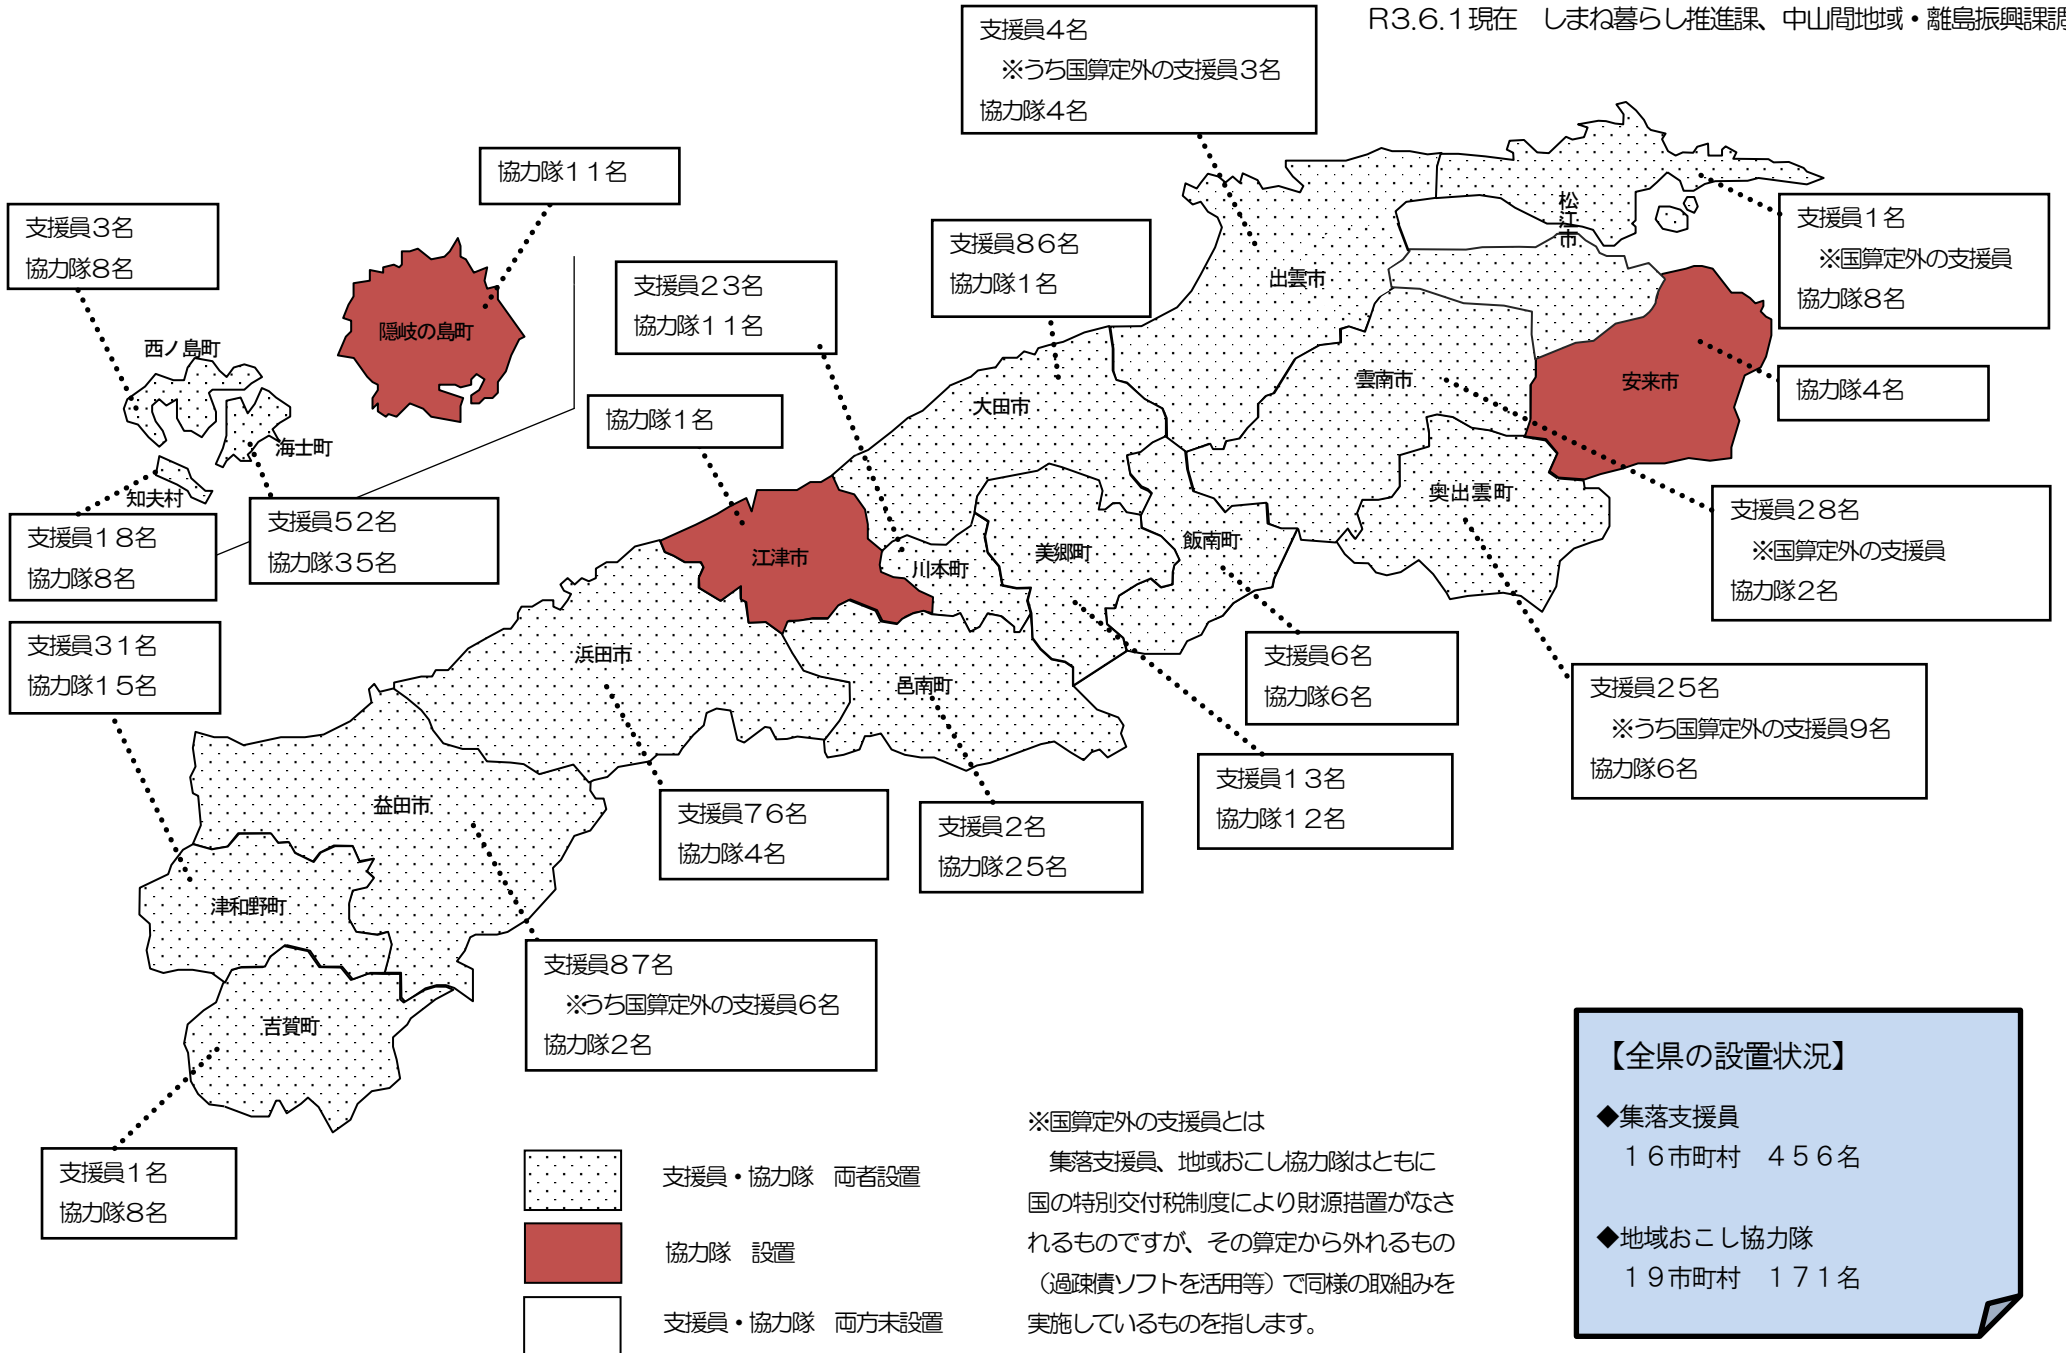 R3.6.1現在　しまね暮らし推進課、中山間地域・離島振興課調
支援員4名
※うち国算定外の支援員3名
協力隊4名
協力隊11名
支援員3名
協力隊8名
支援員86名
協力隊1名
支援員1名
※国算定外の支援員
協力隊8名
支援員23名
協力隊11名
協力隊4名
協力隊1名
松江市
出雲市
隠岐の島町
西ノ島町
海士町
知夫村
雲南市
安来市
大田市
奥出雲町
飯南町
美郷町
川本町
江津市
邑南町
浜田市
益田市
津和野町
吉賀町
支援員18名
協力隊8名
支援員52名
協力隊35名
支援員28名
※国算定外の支援員
協力隊2名
支援員31名
協力隊15名
支援員6名
協力隊6名
支援員25名
※うち国算定外の支援員9名
協力隊6名
支援員13名
協力隊12名
支援員76名
協力隊4名
支援員2名
協力隊25名
支援員87名
※うち国算定外の支援員6名
協力隊2名
支援員1名
協力隊8名
支援員・協力隊　両者設置
協力隊　設置
支援員・協力隊　両方未設置
※国算定外の支援員とは
集落支援員、地域おこし協力隊はともに
国の特別交付税制度により財源措置がなさ
れるものですが、その算定から外れるもの
（過疎債ソフトを活用等）で同様の取組みを
実施しているものを指します。
【全県の設置状況】
◆集落支援員
１６市町村　４５６名
◆地域おこし協力隊
１９市町村　１７１名